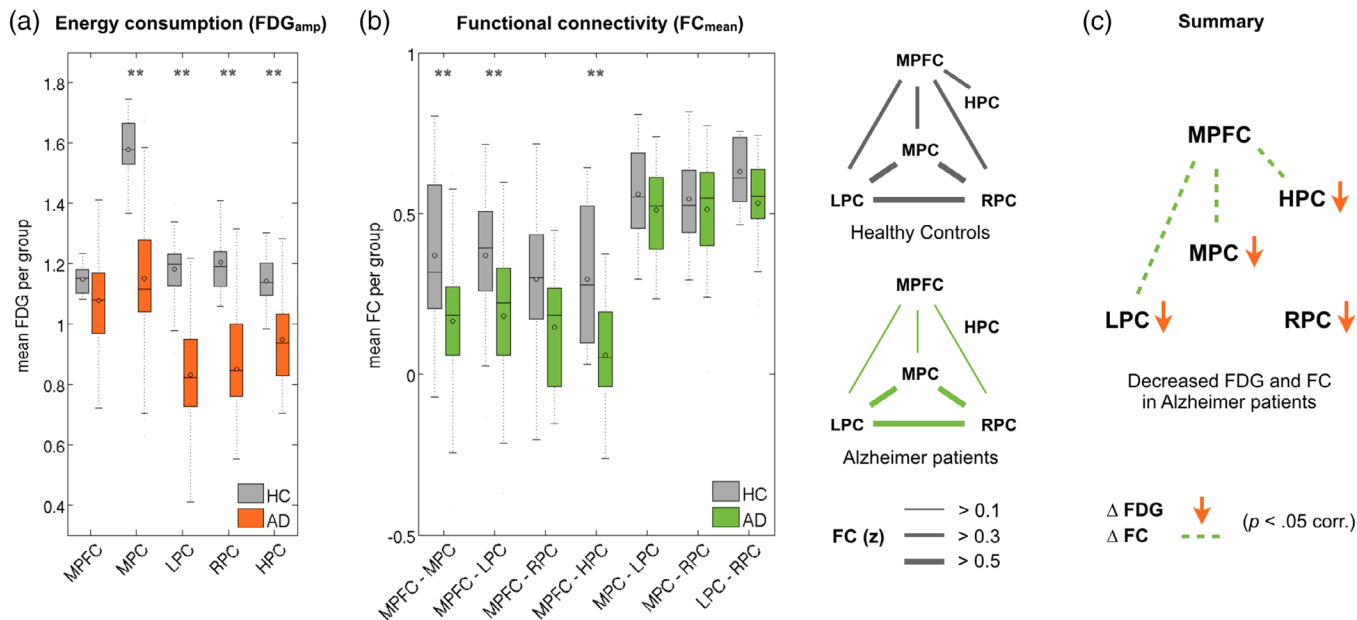 (a) Energy consumption (FDGamp)
mean FDG per group
1.8
1.6
1.4
1.2
1
0.8
0.6
0.4
** ** ** **
HC
AD
MPFC
MPC
LPC
RPC
HPC
(b) Functional connectivity (FCmean)
mean FC per group
1
0.5
0
-0.5
** ** **
HC
AD
MPFC - MPC
MPFC - LPC
MPFC - RPC
MPFC - HPC
MPC - LPC
MPC - RPC
LPC - RPC
MPFC
HPC
MPC
LPC RPC
Healthy Controls
MPFC
HPC
MPC
LPC RPC
Alzheimer patients
FC (z)
> 0.1
> 0.3
> 0.5
(c) Summary
MPFC
HPC
MPC
LPC RPC
Decreased FDG and FC
in Alzheimer patients
Δ FDG
Δ FC
(p < .05 corr.)